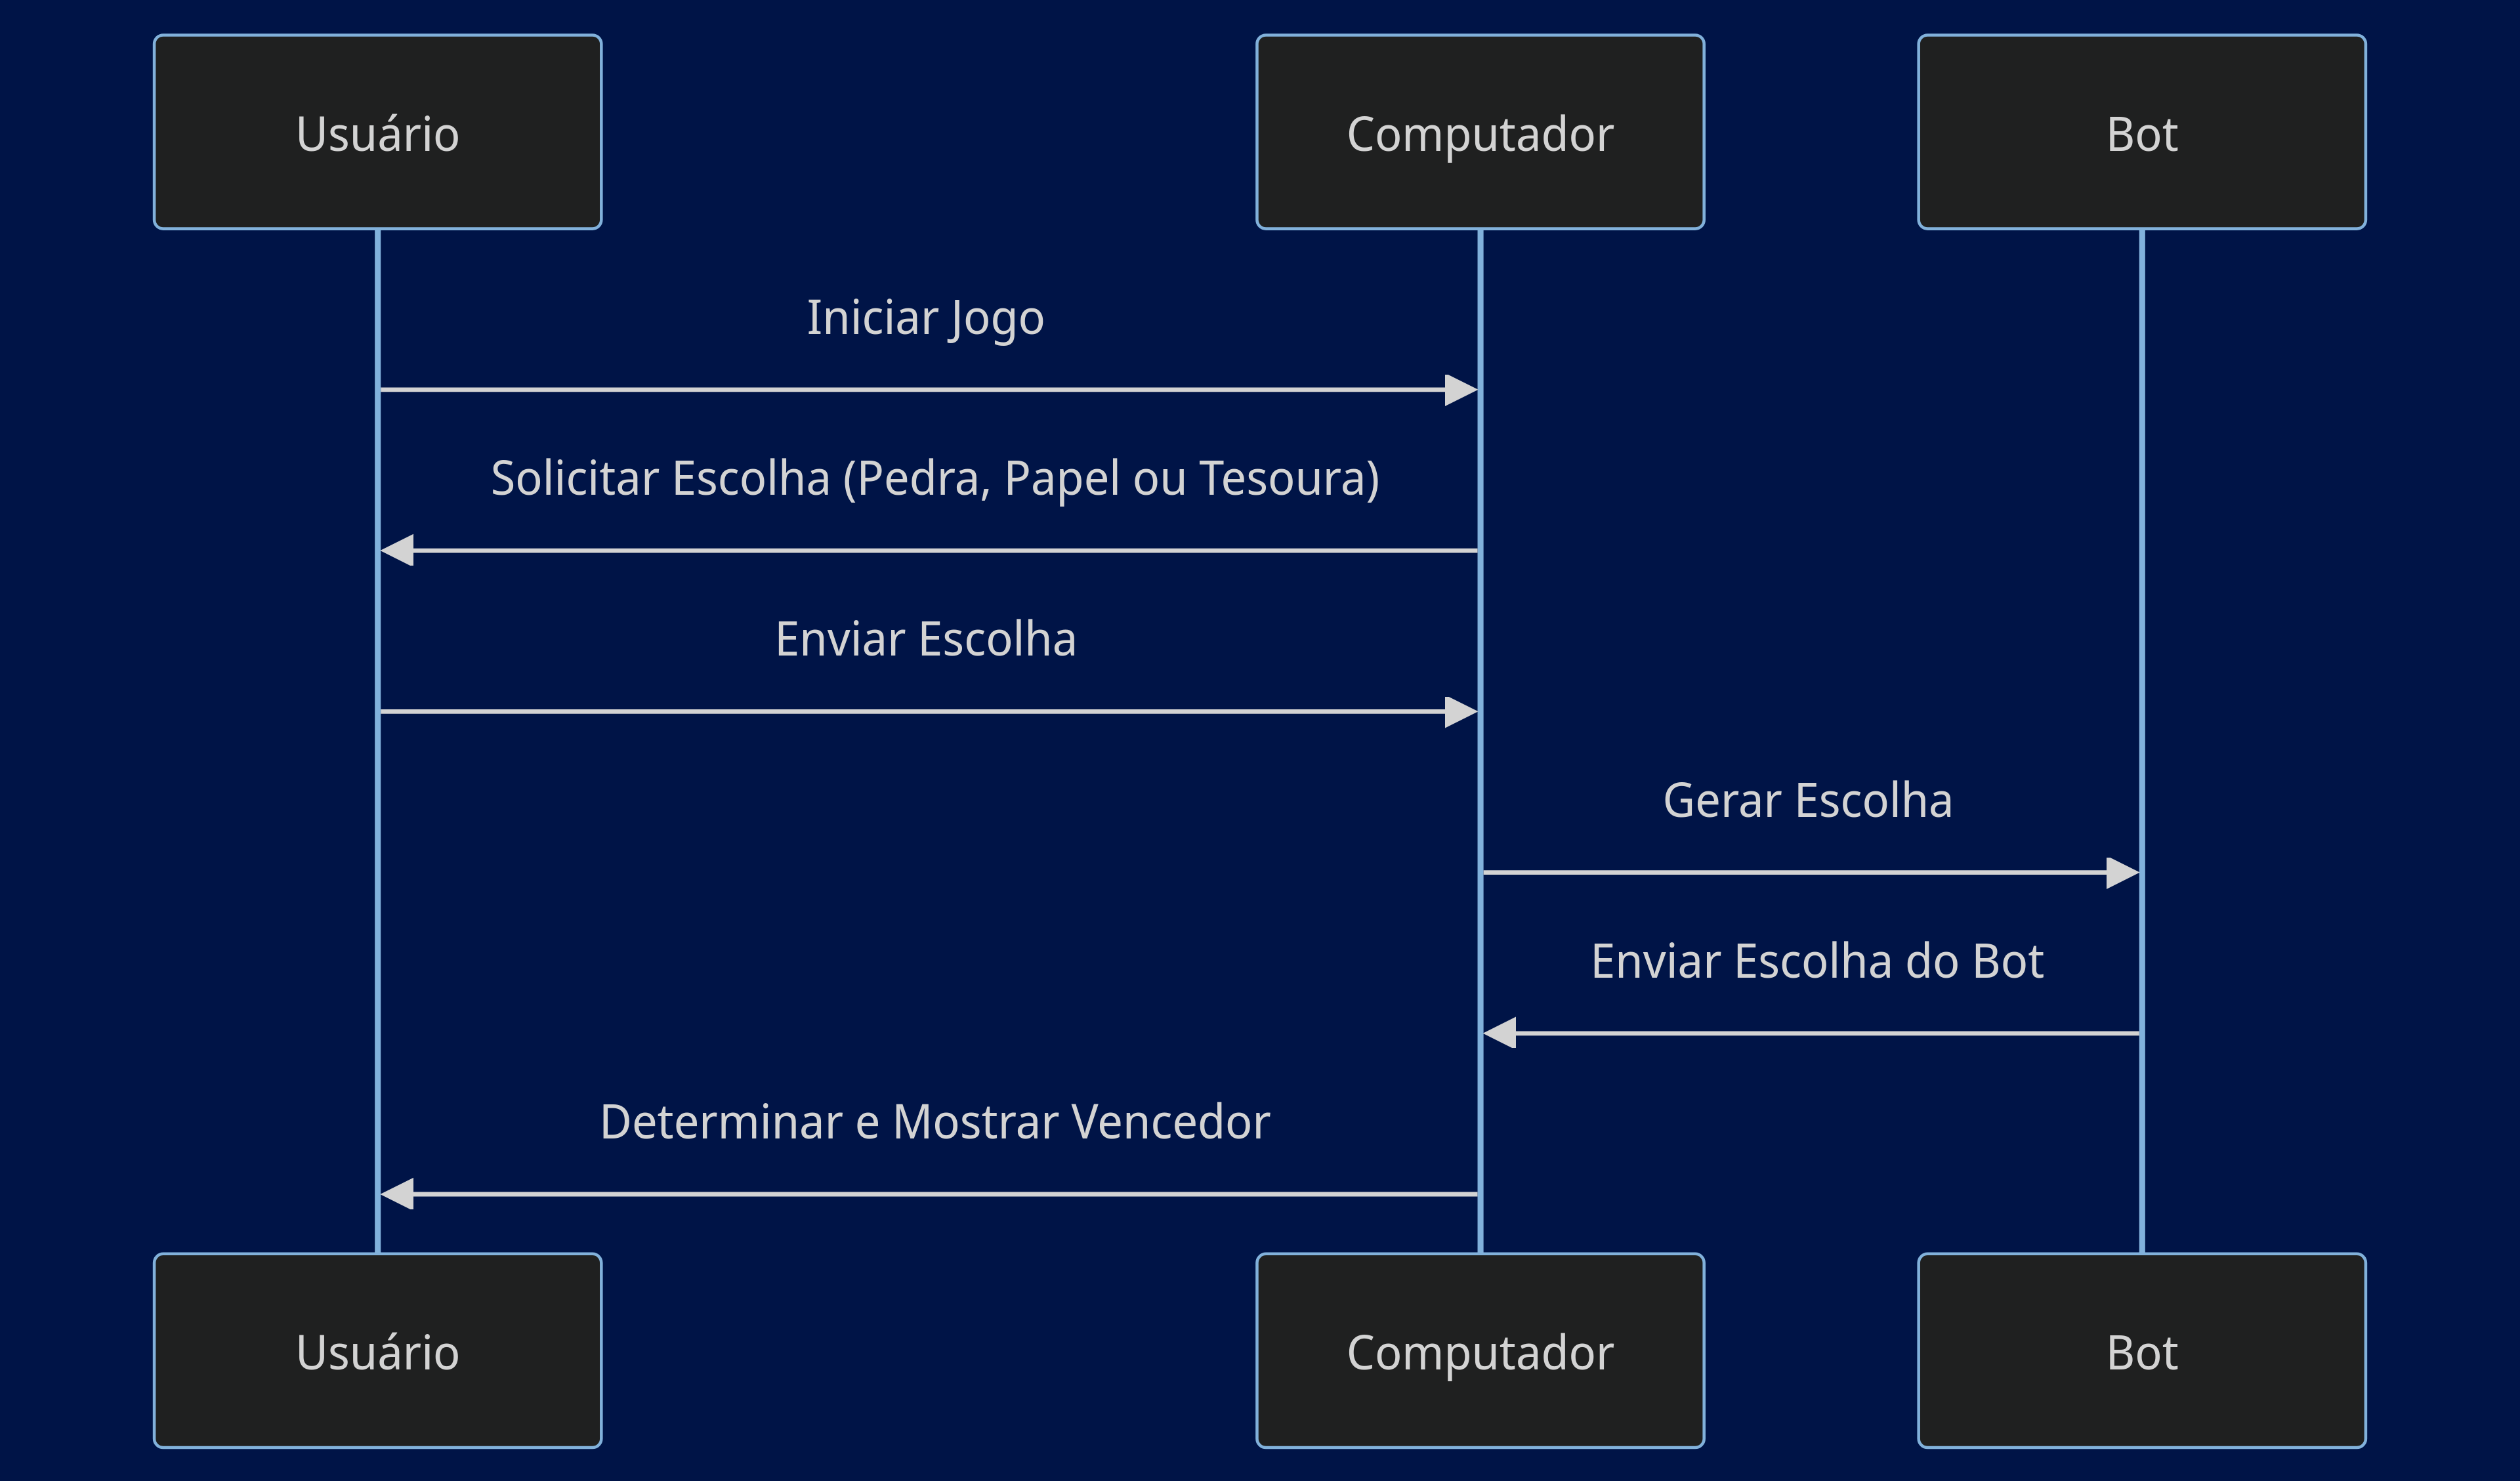 Usuário
Computador
Bot
Iniciar Jogo
Solicitar Escolha (Pedra, Papel ou Tesoura)
Enviar Escolha
Gerar Escolha
Enviar Escolha do Bot
Determinar e Mostrar Vencedor
Usuário
Computador
Bot